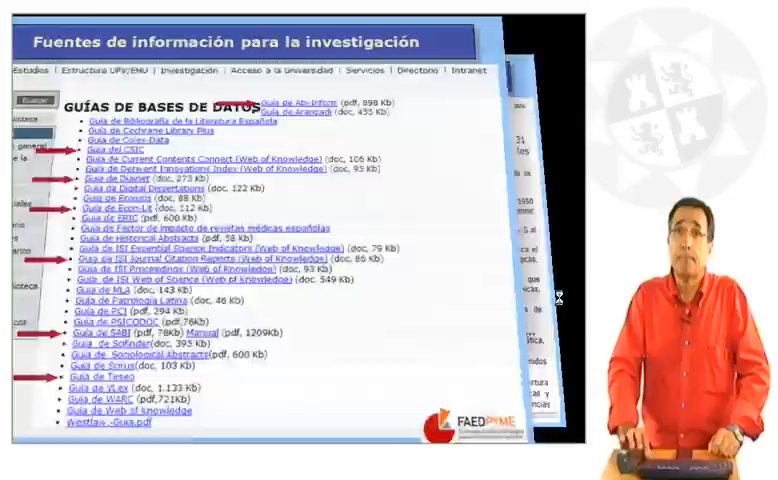 Fuentes de información para la investigación
Estudios | Estructura UPV/EHU | Investigación | Acceso a la universidad | Servicios | Directorio | Intranet
Buscar
GUÍAS DE BASES DE DATOS
Guía de Abi-Inform (pdf, 898 Kb)
Guía de Aranzadi (doc, 455 Kb)
Guía de Bibliografía de la Literatura Española
Guía de Cochrane Library Plus
Guía de Colex-Data
Guía del CSIC
Guía de Current Contents Connect (Web of Knowledge) (doc, 106 Kb)
Guía de Derwent Innovations Index (Web of Knowledge) (doc, 95 Kb)
Guía de Dialnet (doc, 273 Kb)
Guía de Digital Dissertations (doc, 122 Kb)
Guía de Ebooks (doc, 88 Kb)
Guía de Econ-Lit (doc, 112 Kb)
Guía de ERIC (pdf, 600 Kb)
Guía de Factor de impacto de revistas médicas españolas
Guía de Historical Abstracts (pdf, 58 Kb)
Guía de ISI Essential Science Indicators (Web of Knowledge) (doc, 79 Kb)
Guía de ISI Journal Citation Reports (Web of Knowledge) (doc, 86 Kb)
Guía de ISI Proceedings (Web of Knowledge) (doc, 93 Kb)
Guía de ISI Web of Science (Web of Knowledge) (doc, 549 Kb)
Guía de MLA (doc, 143 Kb)
Guía de Patrología Latina (doc, 46 Kb)
Guía de PCI (pdf, 294 Kb)
Guía de PSICODOC (pdf,76Kb)
Guía de SABI (pdf, 78Kb) Manual (pdf, 1209Kb)
Guía de Scifinder(doc, 395 Kb)
Guía de Sociological Abstracts(pdf, 600 Kb)
Guía de Scirus (doc, 103 Kb)
Guía de Teseo
Guía de VLex (doc, 1.133 Kb)
Guía de WARC (pdf,721Kb)
Guía de Web of knowledge
Westlaw.-Guia.pdf
FAEDPYME